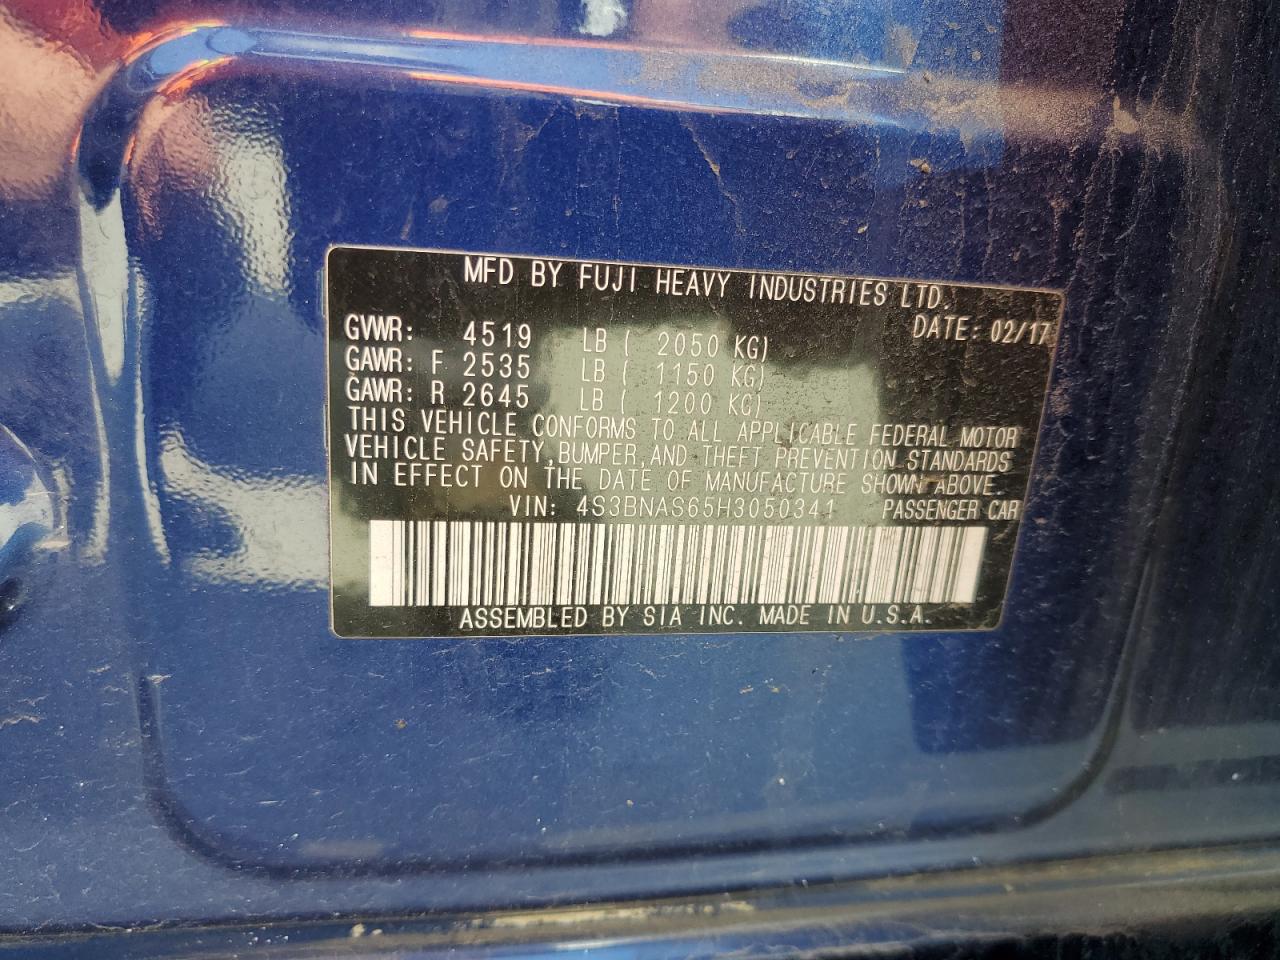 MFD BY FUJI HEAVY INDUSTRIES LTD.
DATE: 02/17
GVWR: 4519 LB ( 2050 KG)
GAWR: F 2535 LB ( 1150 KG)
GAWR: R 2645 LB ( 1200 KG)
THIS VEHICLE CONFORMS TO ALL APPLICABLE FEDERAL MOTOR
VEHICLE SAFETY,BUMPER,AND THEFT PREVENTION STANDARDS
IN EFFECT ON THE DATE OF MANUFACTURE SHOWN ABOVE.
VIN: 4S3BNAS65H3050341 PASSENGER CAR
ASSEMBLED BY SIA INC. MADE IN U.S.A.